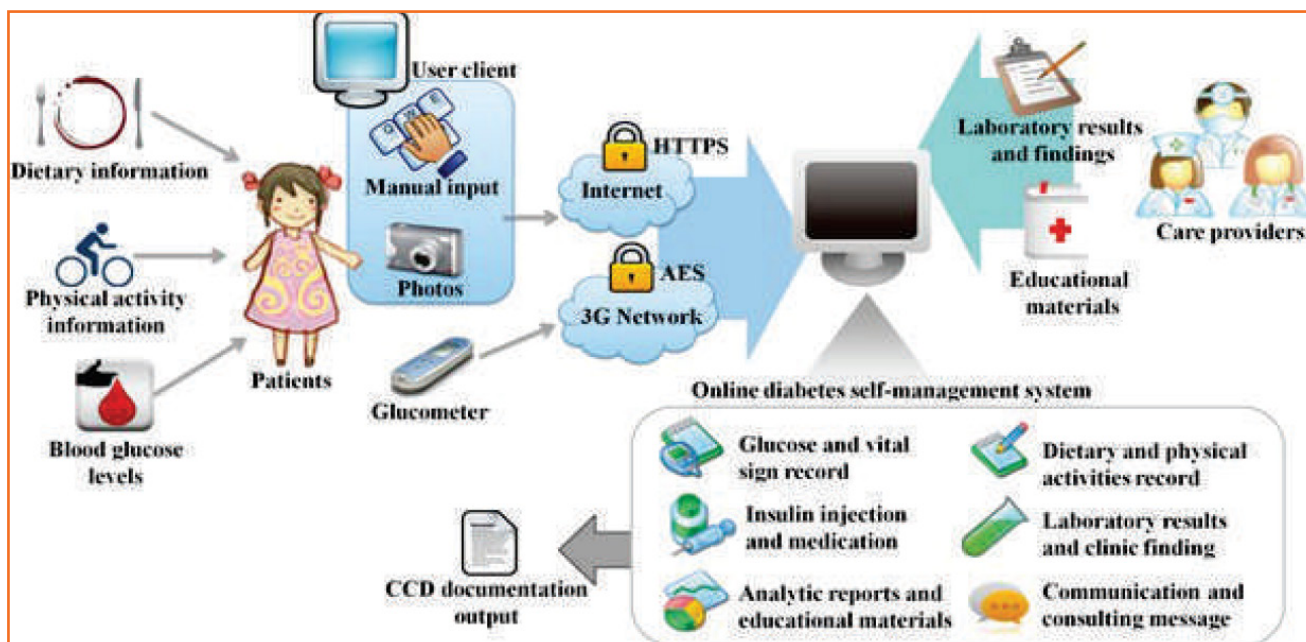 User client
Dietary information
Q W E
Manual input
Photos
HTTPS
Internet
AES
3G Network
Laboratory results
and findings
Care providers
Educational
materials
Physical activity
information
Patients
Glucometer
Blood glucose
levels
Online diabetes self-management system
Glucose and vital
sign record
Dietary and physical
activities record
Insulin injection
and medication
Laboratory results
and clinic finding
Analytic reports and
educational materials
Communication and
consulting message
CCD documentation
output